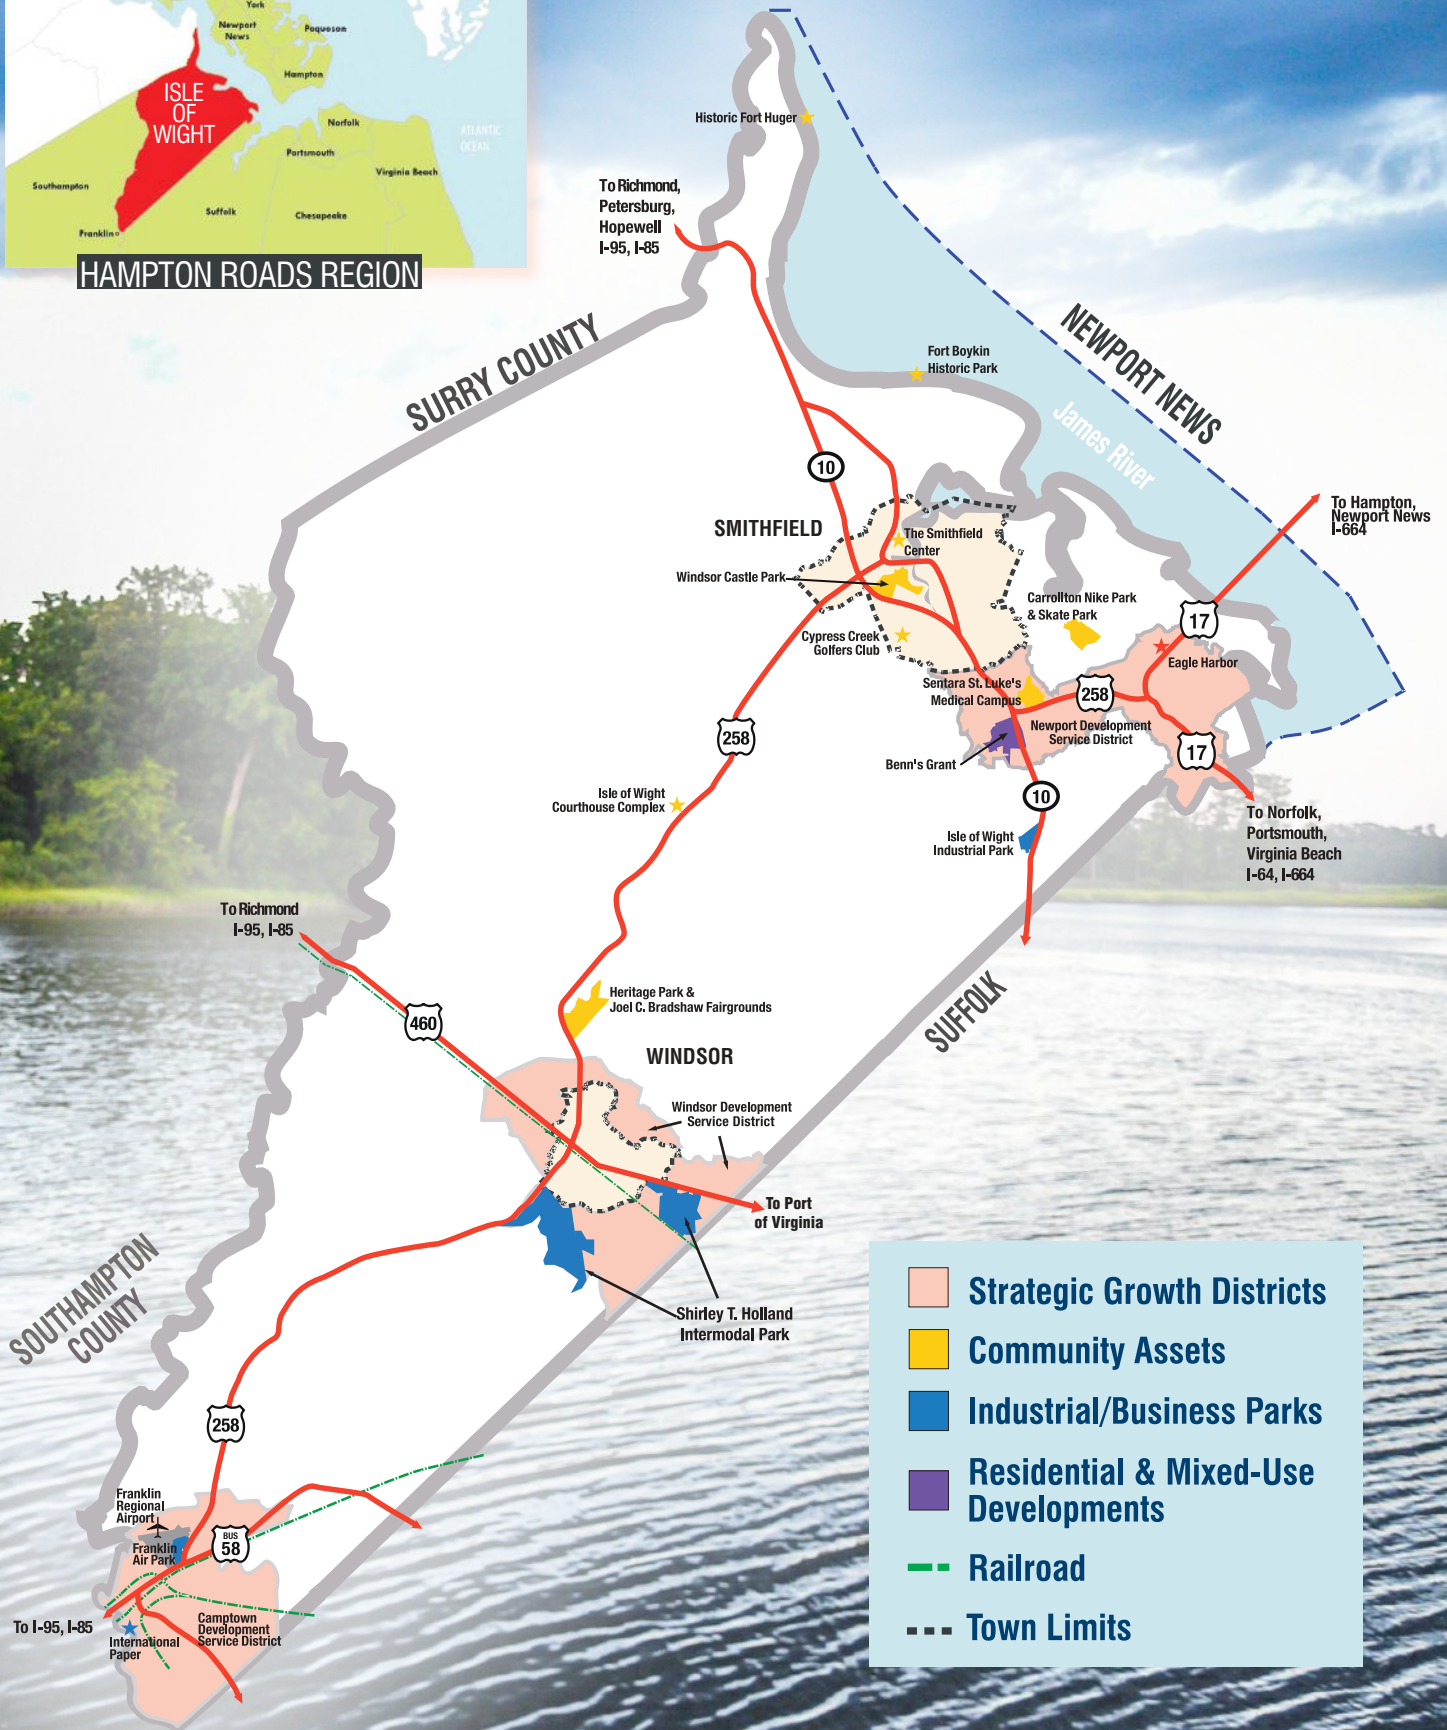 York
Newport
News
Poquoson
Hampton
ISLE
OF
WIGHT
Norfolk
ATLANTIC
OCEAN
Portsmouth
Virginia Beach
Southampton
Suffolk
Chesapeake
Franklin
HAMPTON ROADS REGION
Historic Fort Huger
To Richmond,
Petersburg,
Hopewell
I-95, I-85
SURRY COUNTY
NEWPORT NEWS
Fort Boykin
Historic Park
James River
10
To Hampton,
Newport News
I-664
SMITHFIELD
The Smithfield
Center
Windsor Castle Park
Carrollton Nike Park
& Skate Park
17
Cypress Creek
Golfers Club
Eagle Harbor
Sentara St. Luke's
Medical Campus
258
Newport Development
Service District
258
17
Benn's Grant
10
Isle of Wight
Courthouse Complex
To Norfolk,
Portsmouth,
Virginia Beach
I-64, I-664
Isle of Wight
Industrial Park
To Richmond
I-95, I-85
Heritage Park &
Joel C. Bradshaw Fairgrounds
SUFFOLK
460
WINDSOR
Windsor Development
Service District
To Port
of Virginia
SOUTHAMPTON
COUNTY
Shirley T. Holland
Intermodal Park
258
Franklin
Regional
Airport
BUS
58
Franklin
Air Park
To I-95, I-85
International
Paper
Camptown
Development
Service District
Strategic Growth Districts
Community Assets
Industrial/Business Parks
Residential & Mixed-Use
Developments
Railroad
Town Limits